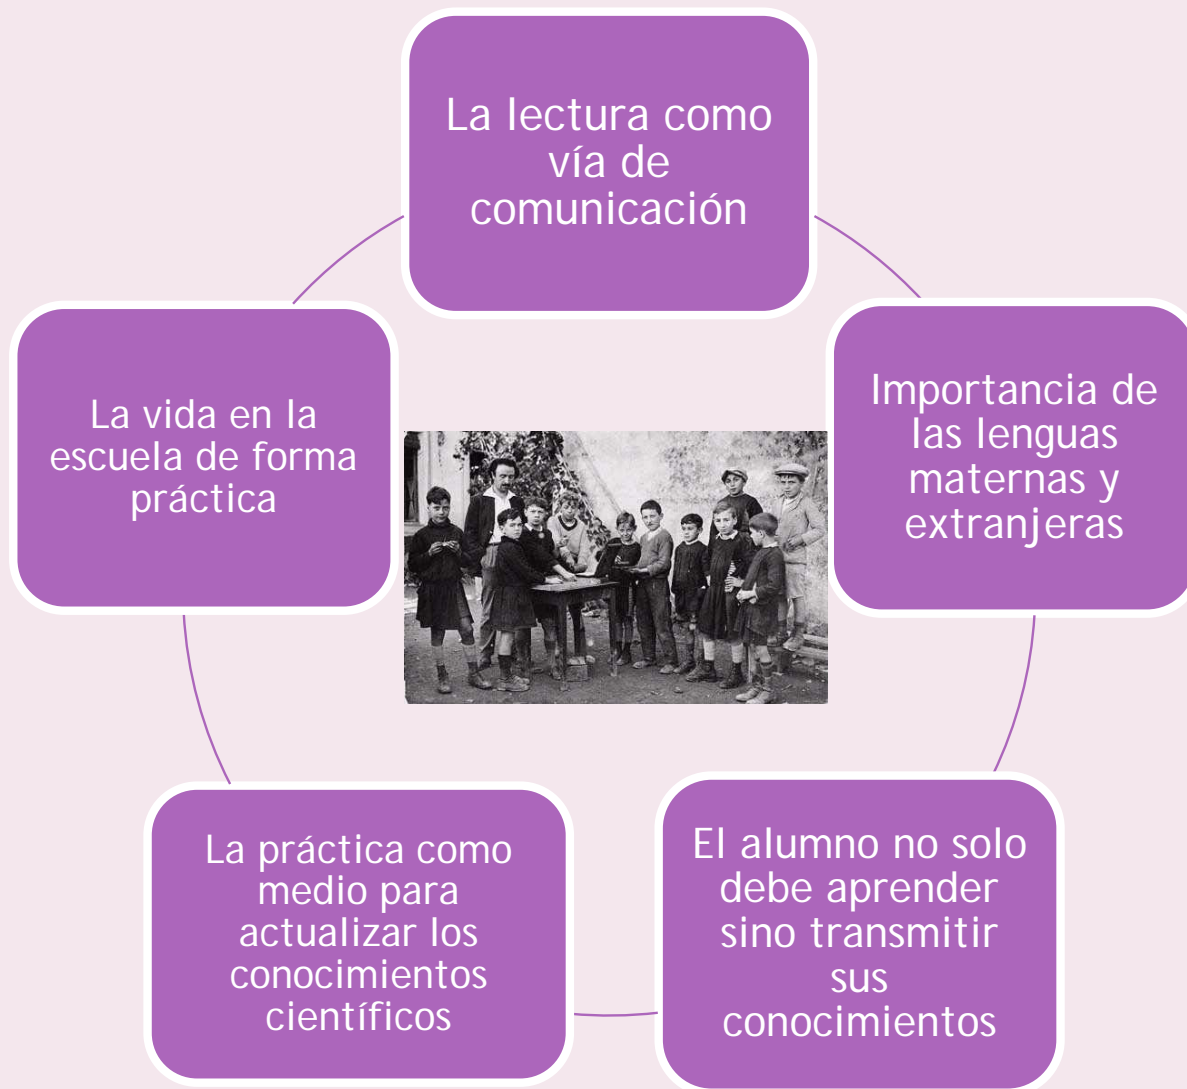 La lectura como
vía de
comunicación
Importancia de
las lenguas
maternas y
extranjeras
El alumno no solo
debe aprender
sino transmitir
sus
conocimientos
La práctica como
medio para
actualizar los
conocimientos
científicos
La vida en la
escuela de forma
práctica